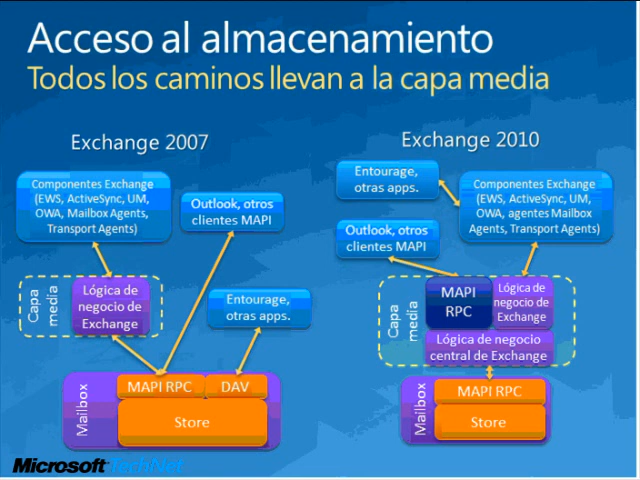 Acceso al almacenamiento
Todos los caminos llevan a la capa media
Exchange 2007
Componentes Exchange
(EWS, ActiveSync, UM,
OWA, Mailbox Agents,
Transport Agents)
Outlook, otros
clientes MAPI
Capa
media
Lógica de
negocio de
Exchange
Entourage,
otras apps.
Mailbox
MAPI RPC
DAV
Store
Exchange 2010
Entourage,
otras apps.
Componentes Exchange
(EWS, ActiveSync, UM,
OWA, agentes Mailbox
Agents, Transport Agents)
Outlook, otros
clientes MAPI
Capa
media
MAPI
RPC
Lógica de
negocio de
Exchange
Lógica de negocio
central de Exchange
Mailbox
MAPI RPC
Store
Microsoft TechNet